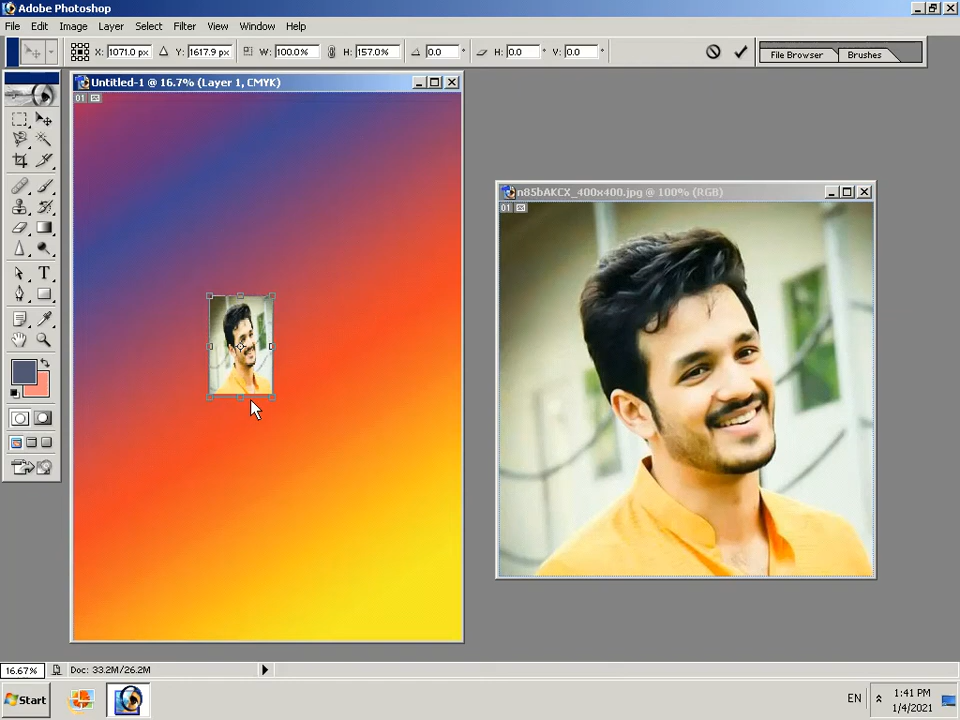 Adobe Photoshop
File Edit Image Layer Select Filter View Window Help
X: 1071.0 px Y: 1617.9 px W: 100.0% H: 157.0% 0.0 ° H: 0.0 ° V: 0.0 ° File Browser Brushes
Untitled-1 @ 16.7% (Layer 1, CMYK)
01
n85bAKCX_400x400.jpg @ 100% (RGB)
01
T
16.67% Doc: 33.2M/26.2M
Start EN 1:41 PM
1/4/2021